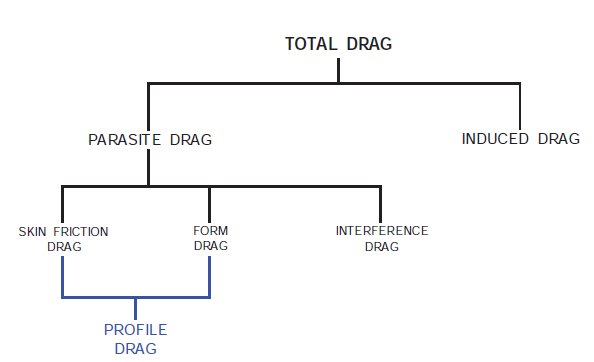 TOTAL DRAG
PARASITE DRAG
INDUCED DRAG
SKIN FRICTION
DRAG
FORM
DRAG
INTERFERENCE
DRAG
PROFILE
DRAG